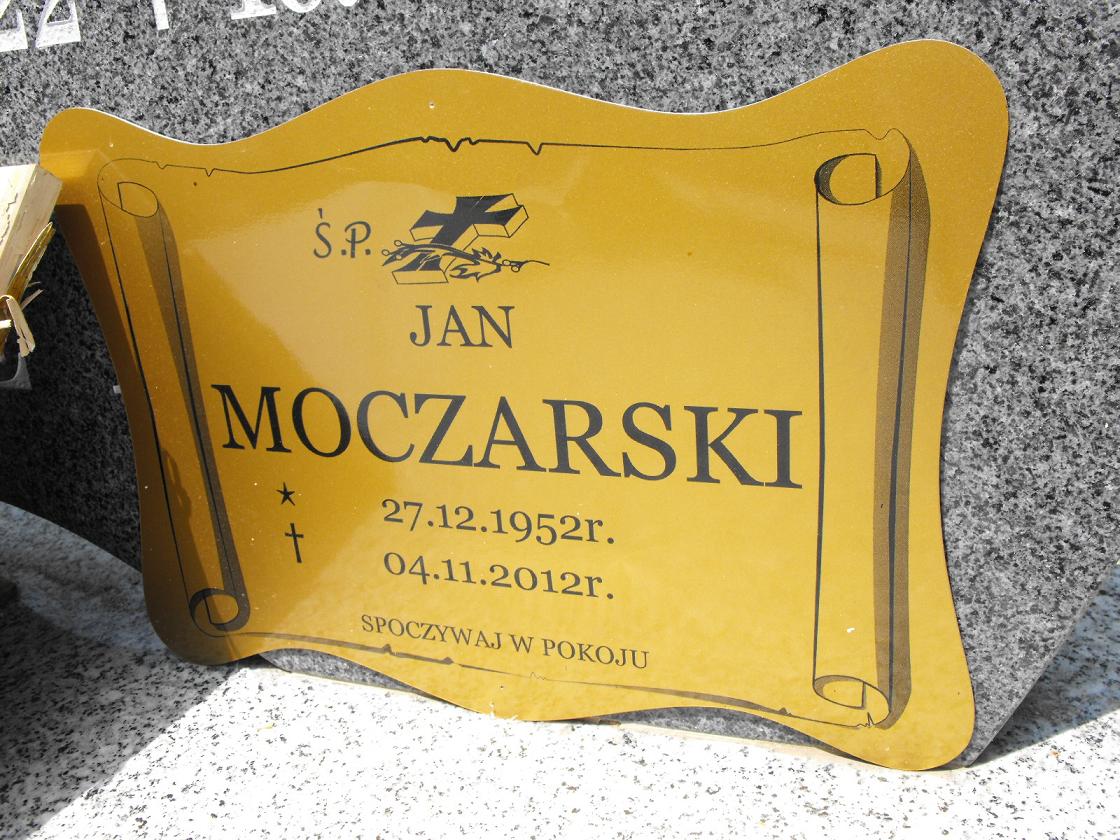 Ś.P.
JAN
MOCZARSKI
27.12.1952r.
04.11.2012r.
SPOCZYWAJ W POKOJU